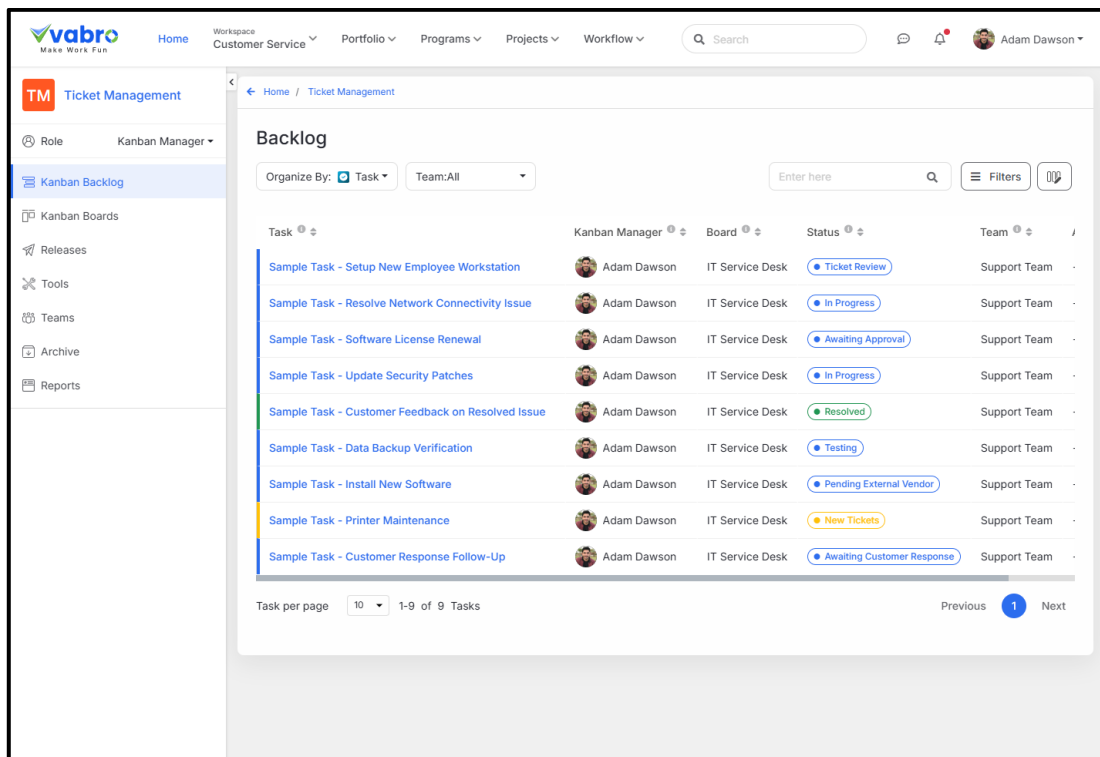 vabro
Make Work Fun
Home
Workspace
Customer Service
Portfolio
Programs
Projects
Workflow
Search
Adam Dawson
TM Ticket Management
Role Kanban Manager
Kanban Backlog
Kanban Boards
Releases
Tools
Teams
Archive
Reports
Home / Ticket Management
Backlog
Organize By: Task
Team:All
Enter here
Filters
Task Kanban Manager Board Status Team
Sample Task - Setup New Employee Workstation Adam Dawson IT Service Desk Ticket Review Support Team -
Sample Task - Resolve Network Connectivity Issue Adam Dawson IT Service Desk In Progress Support Team -
Sample Task - Software License Renewal Adam Dawson IT Service Desk Awaiting Approval Support Team -
Sample Task - Update Security Patches Adam Dawson IT Service Desk In Progress Support Team -
Sample Task - Customer Feedback on Resolved Issue Adam Dawson IT Service Desk Resolved Support Team -
Sample Task - Data Backup Verification Adam Dawson IT Service Desk Testing Support Team -
Sample Task - Install New Software Adam Dawson IT Service Desk Pending External Vendor Support Team -
Sample Task - Printer Maintenance Adam Dawson IT Service Desk New Tickets Support Team -
Sample Task - Customer Response Follow-Up Adam Dawson IT Service Desk Awaiting Customer Response Support Team -
Task per page 10 1-9 of 9 Tasks Previous 1 Next